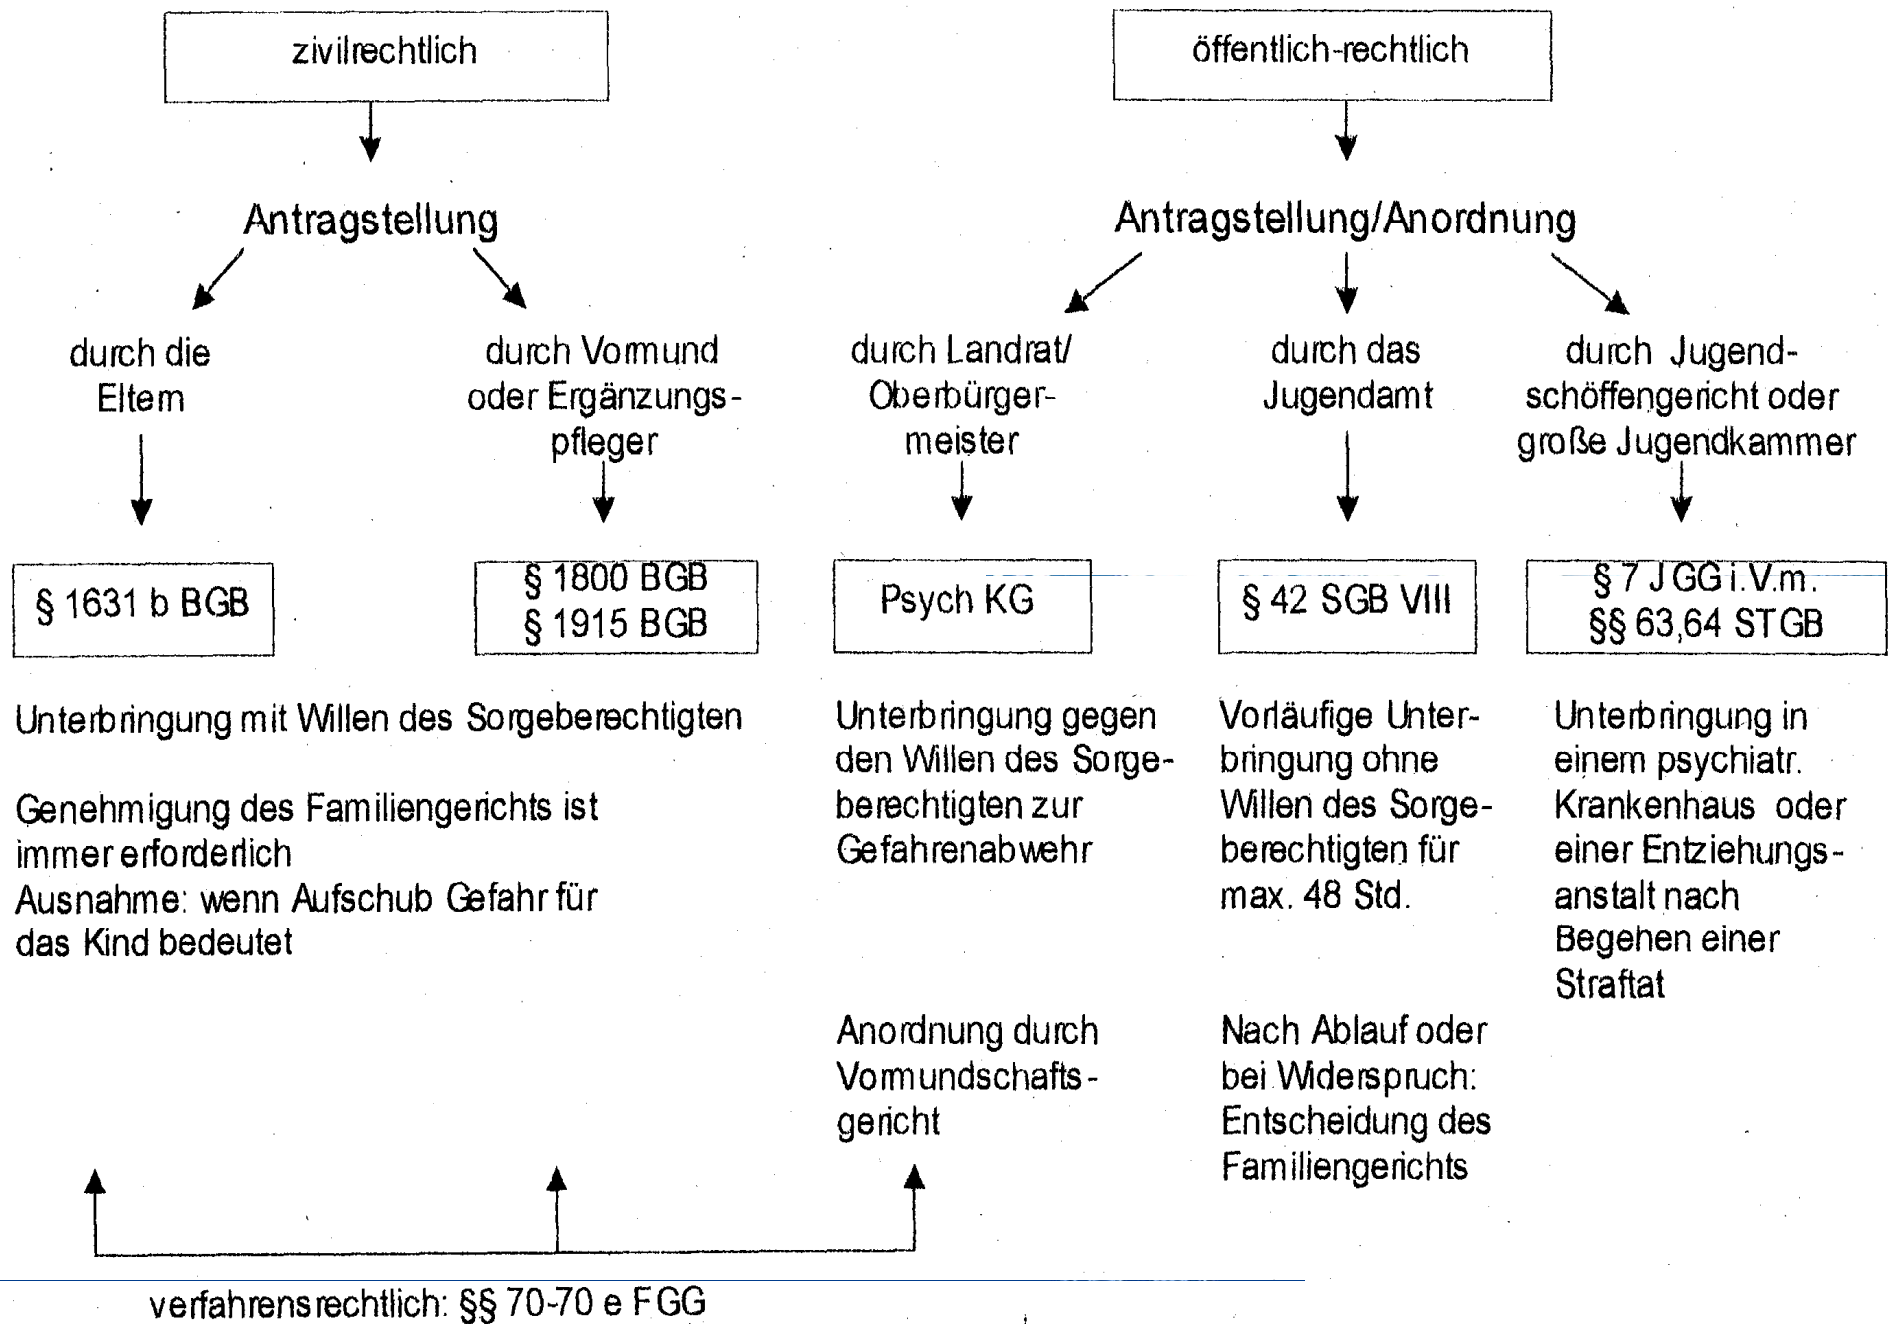 zivilrechtlich
öffentlich-rechtlich
Antragstellung
Antragstellung/Anordnung
durch die
Eltern
durch Vormund
oder Ergänzungs-
pfleger
durch Landrat/
Oberbürger-
meister
durch das
Jugendamt
durch Jugend-
schöffengericht oder
große Jugendkammer
§ 1631 b BGB
§ 1800 BGB
§ 1915 BGB
Psych KG
§ 42 SGB VIII
§ 7 JGG i.V.m.
§§ 63,64 STGB
Unterbringung mit Willen des Sorgeberechtigten
Genehmigung des Familiengerichts ist
immer erforderlich
Ausnahme: wenn Aufschub Gefahr für
das Kind bedeutet
Unterbringung gegen
den Willen des Sorge-
berechtigten zur
Gefahrenabwehr
Anordnung durch
Vormundschafts-
gericht
Vorläufige Unter-
bringung ohne
Willen des Sorge-
berechtigten für
max. 48 Std.
Nach Ablauf oder
bei Widerspruch:
Entscheidung des
Familiengerichts
Unterbringung in
einem psychiatr.
Krankenhaus oder
einer Entziehungs-
anstalt nach
Begehen einer
Straftat
verfahrensrechtlich: §§ 70-70 e FGG